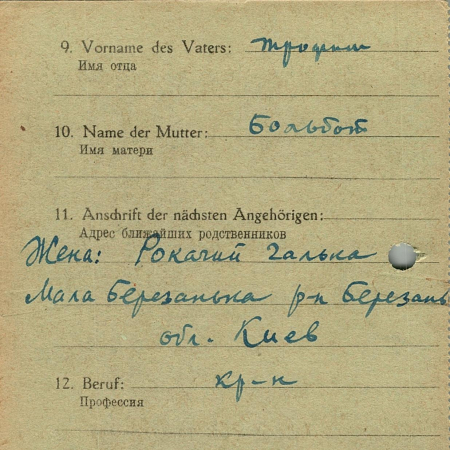 9. Vorname des Vaters: Трофим
Имя отца
10. Name der Mutter: Больбот
Имя матери
11. Anschrift der nächsten Angehörigen:
Адрес ближайших родственников
Жена: Рокачий Галька
Мала Березанька р-н Березань
обл. Киев
12. Beruf: кр-н
Профессия